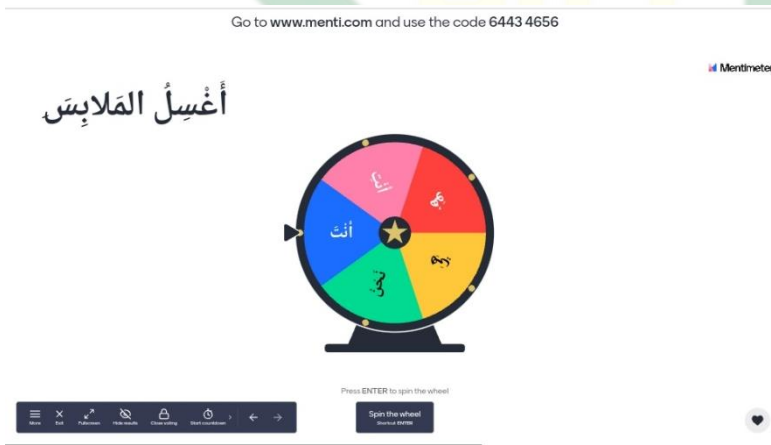 Go to www.menti.com and use the code 6443 4656
Mentimeter
أَغْسِلُ المَلابِسَ
أَنْتِ
هُوَ
أَنْتَ
هِيَ
نَحْنُ
Press ENTER to spin the wheel
More
Exit
Fullscreen
Hide results
Close voting
Start countdown
Spin the wheel
Shortcut ENTER